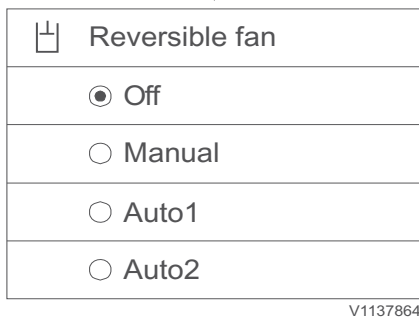 Reversible fan
Off
Manual
Auto1
Auto2
V1137864